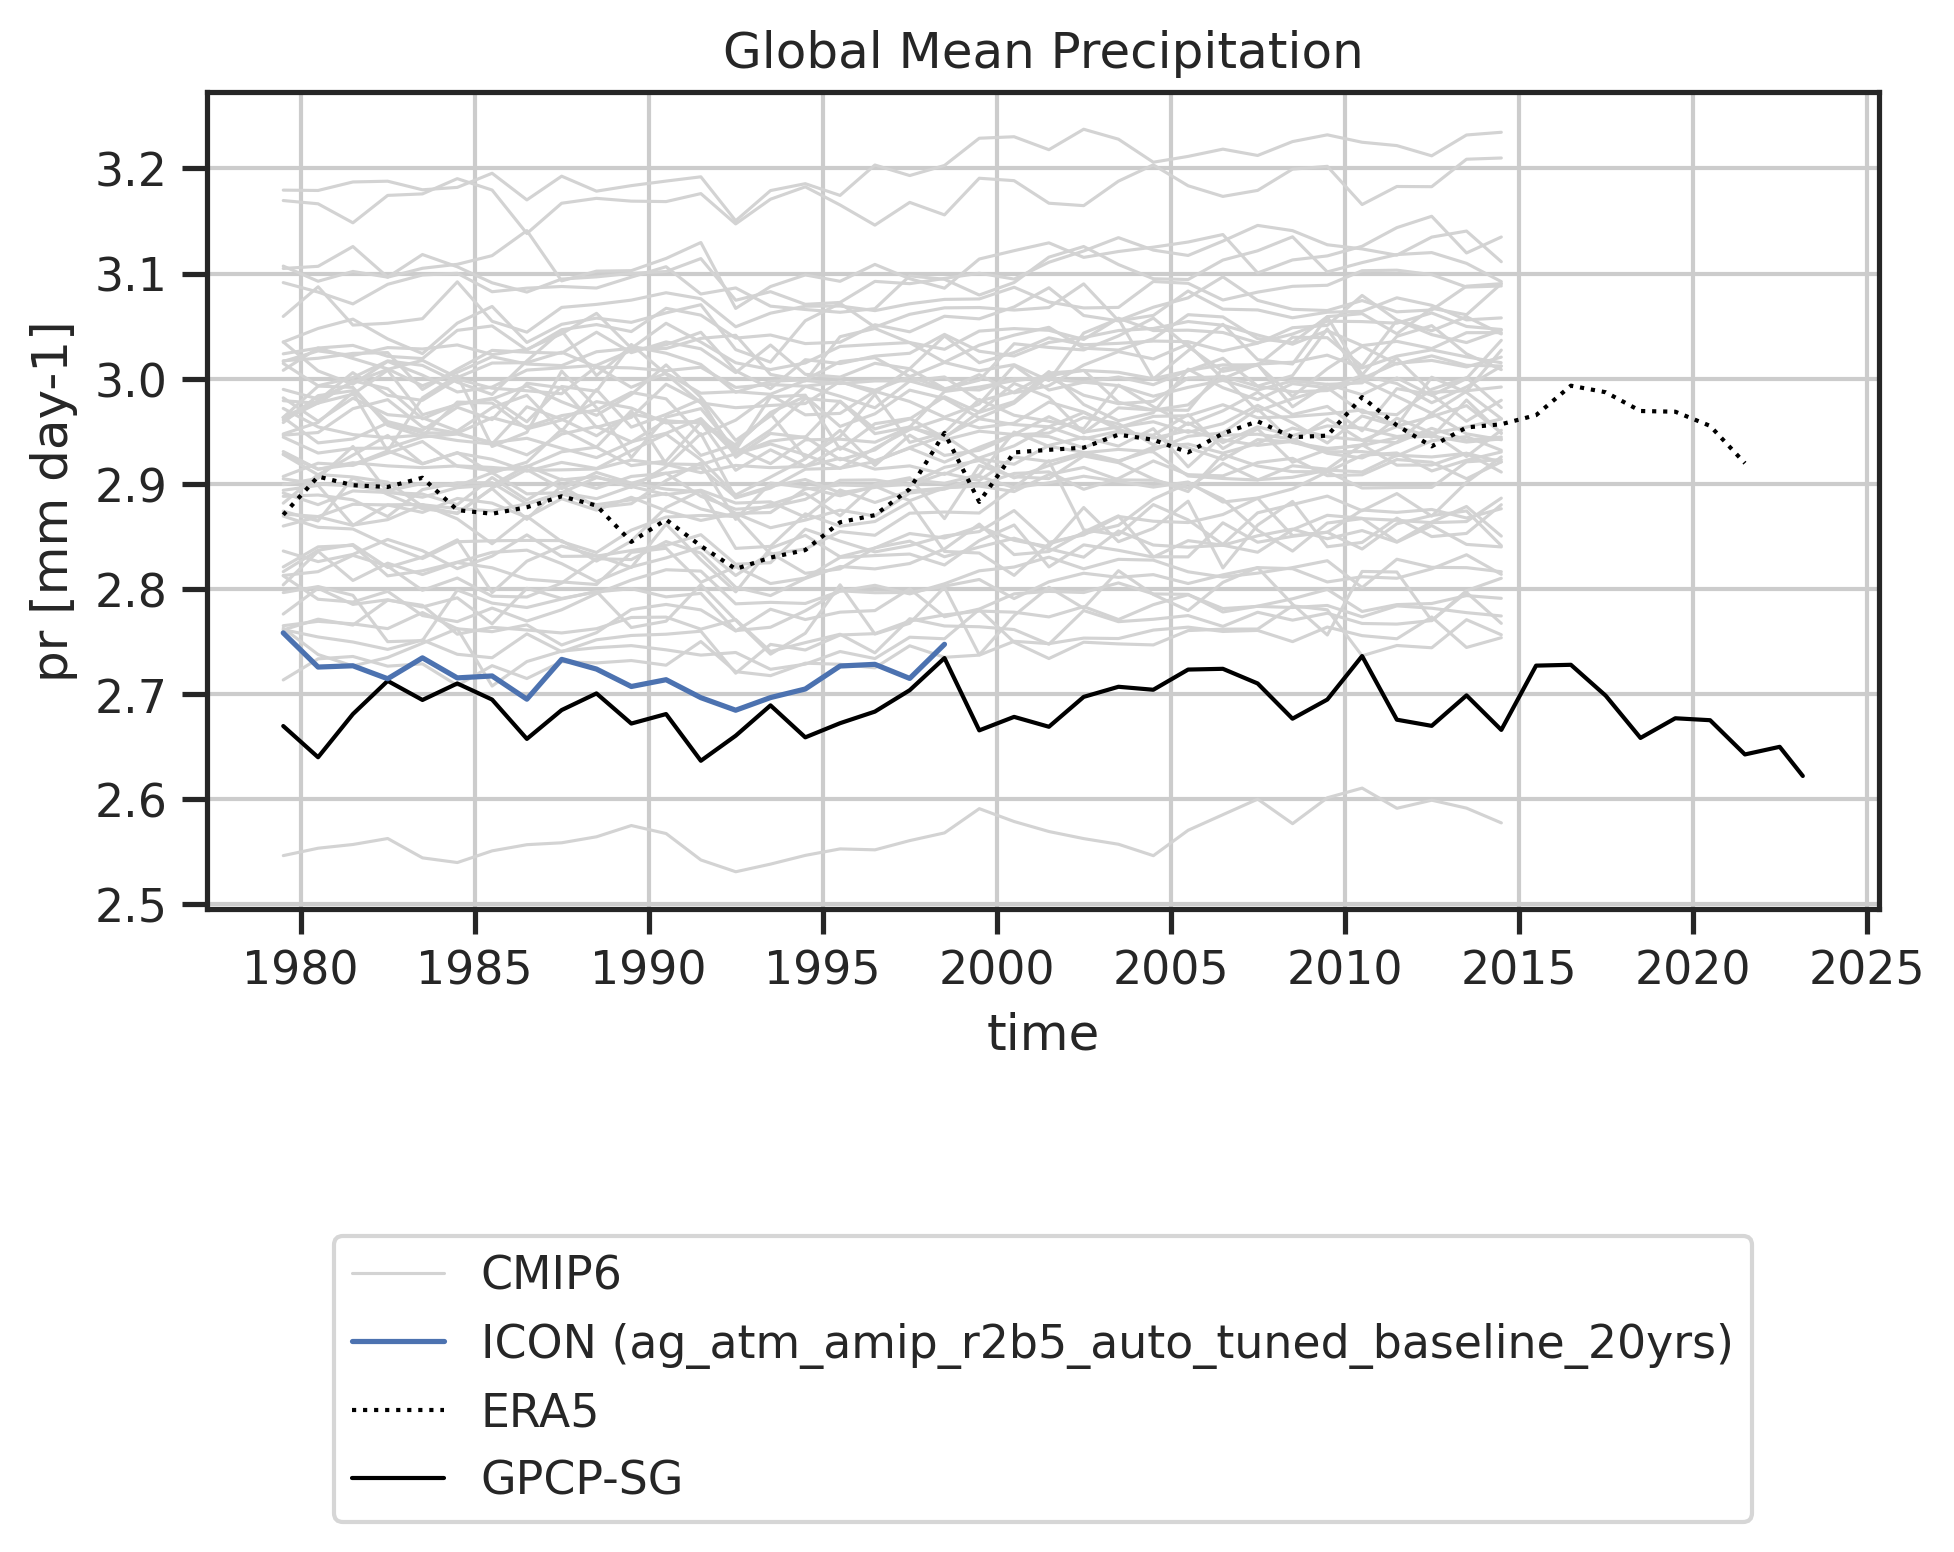 Global Mean Precipitation
pr [mm day-1]
3.2
3.1
3.0
2.9
2.8
2.7
2.6
2.5
1980 1985 1990 1995 2000 2005 2010 2015 2020 2025
time
CMIP6
ICON (ag_atm_amip_r2b5_auto_tuned_baseline_20yrs)
ERA5
GPCP-SG